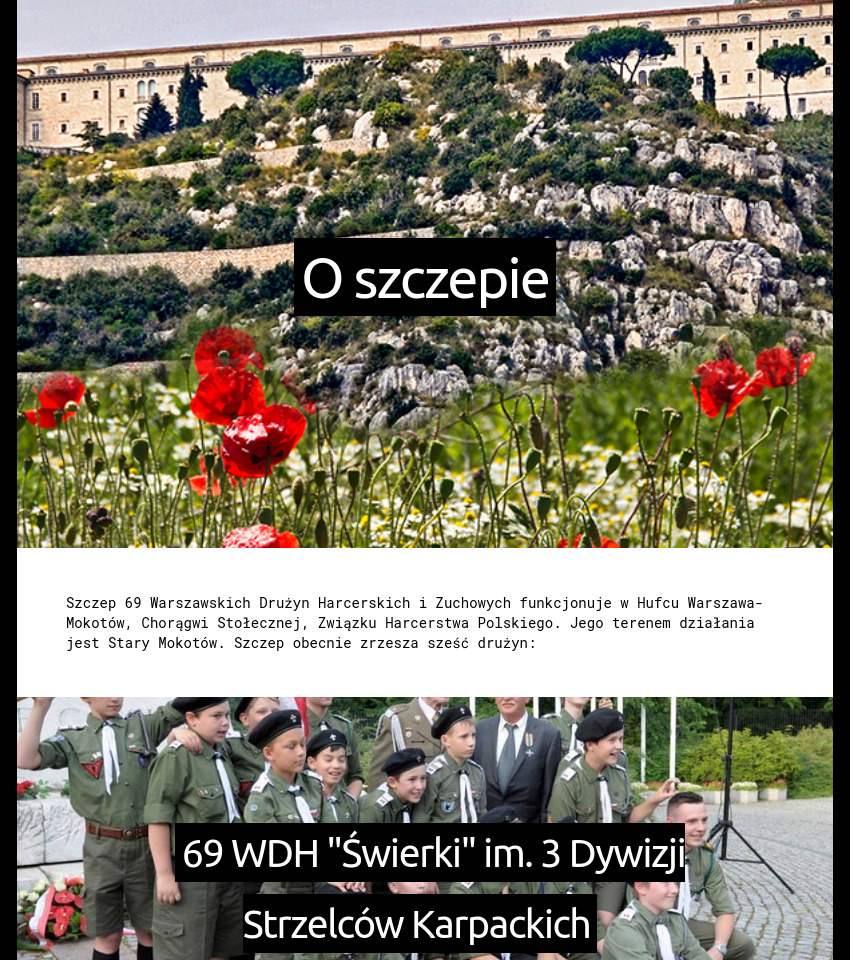 O szczepie
Szczep 69 Warszawskich Drużyn Harcerskich i Zuchowych funkcjonuje w Hufcu Warszawa-
Mokotów, Chorągwi Stołecznej, Związku Harcerstwa Polskiego. Jego terenem działania
jest Stary Mokotów. Szczep obecnie zrzesza sześć drużyn:
69 WDH "Świerki" im. 3 Dywizji
Strzelców Karpackich